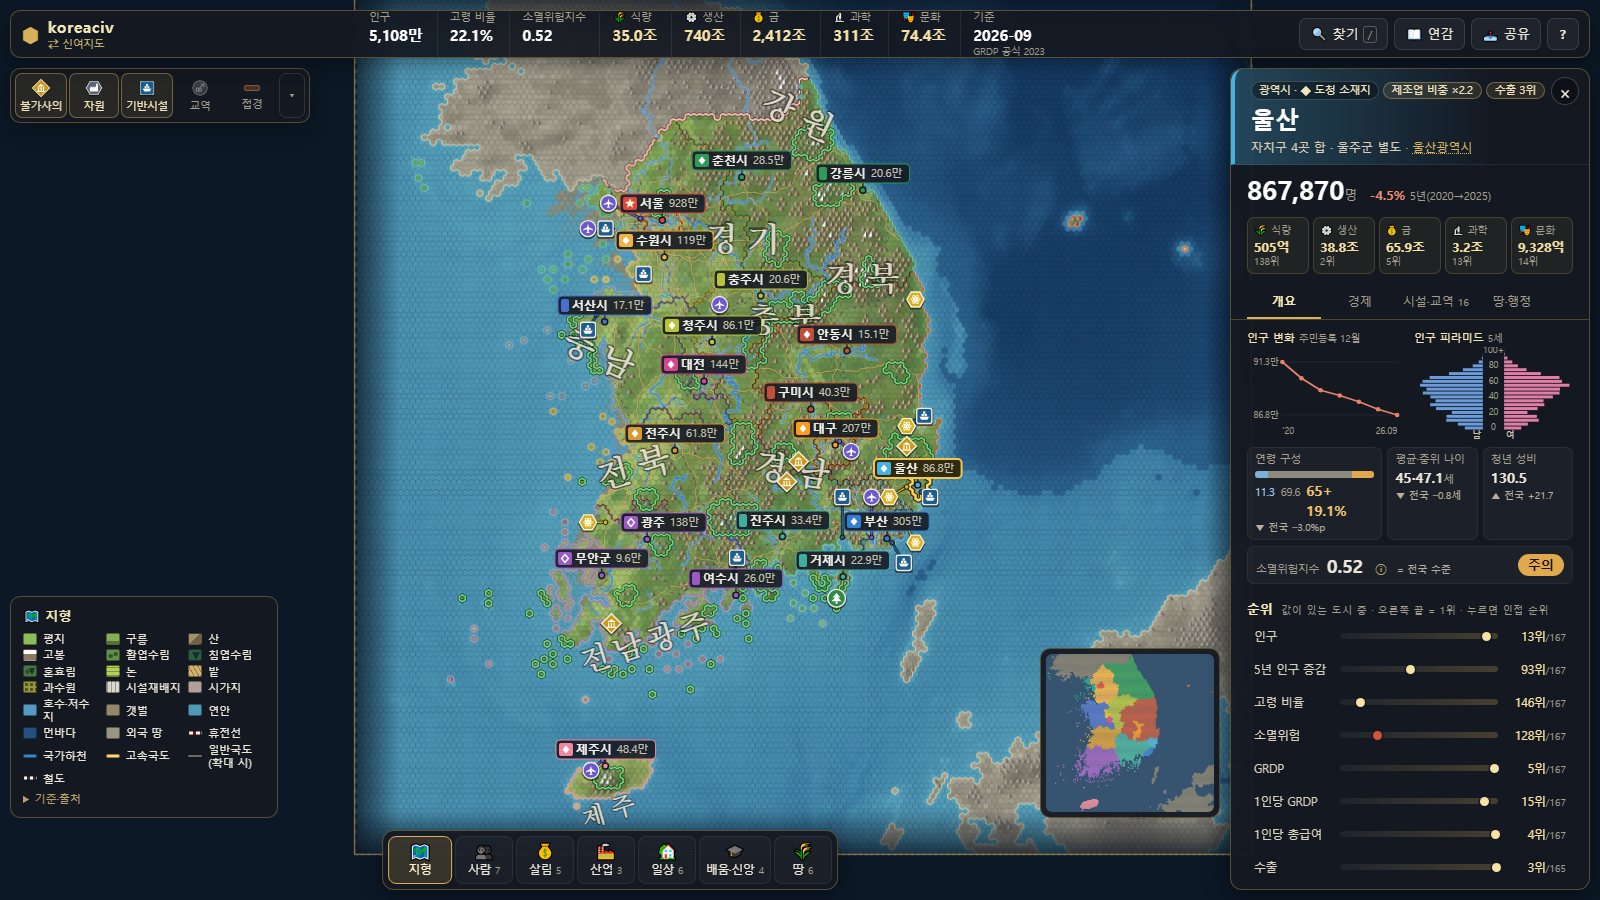 koreaciv
⇄ 신여지도
인구
5,108만
고령 비율
22.1%
소멸위험지수
0.52
식량
35.0조
생산
740조
금
2,412조
과학
311조
문화
74.4조
기준
2026-09
GRDP 공식 2023
찾기 /
연감
공유
?
불가사의
자원
기반시설
교역
접경
강원
춘천시 28.5만
강릉시 20.6만
서울 928만
수원시 119만
경기
충주시 20.6만
경북
서산시 17.1만
충북
청주시 86.1만
안동시 15.1만
충남
대전 144만
구미시 40.3만
대구 207만
전주시 61.8만
전북
경남
울산 86.8만
광주 138만
진주시 33.4만
부산 305만
무안군 9.6만
거제시 22.9만
여수시 26.0만
전남광주
제주시 48.4만
제주
지형
평지
구릉
산
고봉
활엽수림
침엽수림
혼효림
논
밭
과수원
시설재배지
시가지
호수·저수지
갯벌
연안
먼바다
외국 땅
휴전선
국가하천
고속국도
일반국도 (확대 시)
철도
▶ 기준·출처
지형
사람 7
살림 5
산업 3
일상 6
배움·신앙 4
땅 6
광역시 · ◆ 도청 소재지
제조업 비중 ×2.2
수출 3위
×
울산
자치구 4곳 합 · 울주군 별도 · 울산광역시
867,870명 -4.5% 5년(2020→2025)
식량
505억
138위
생산
38.8조
2위
금
65.9조
5위
과학
3.2조
13위
문화
9,328억
14위
개요
경제
시설·교역 16
땅·행정
인구 변화 주민등록 12월
91.3만
86.8만
'20
26.09
인구 피라미드 5세
100+
80
60
40
20
0
남
여
연령 구성
11.3 69.6 65+ 19.1%
▼ 전국 −3.0%p
평균·중위 나이
45·47.1세
▼ 전국 −0.8세
청년 성비
130.5
▲ 전국 +21.7
소멸위험지수 0.52 ⓘ = 전국 수준
주의
순위 값이 있는 도시 중 · 오른쪽 끝 = 1위 · 누르면 인접 순위
인구 13위/167
5년 인구 증감 93위/167
고령 비율 146위/167
소멸위험 128위/167
GRDP 5위/167
1인당 GRDP 15위/167
1인당 총급여 4위/167
수출 3위/165